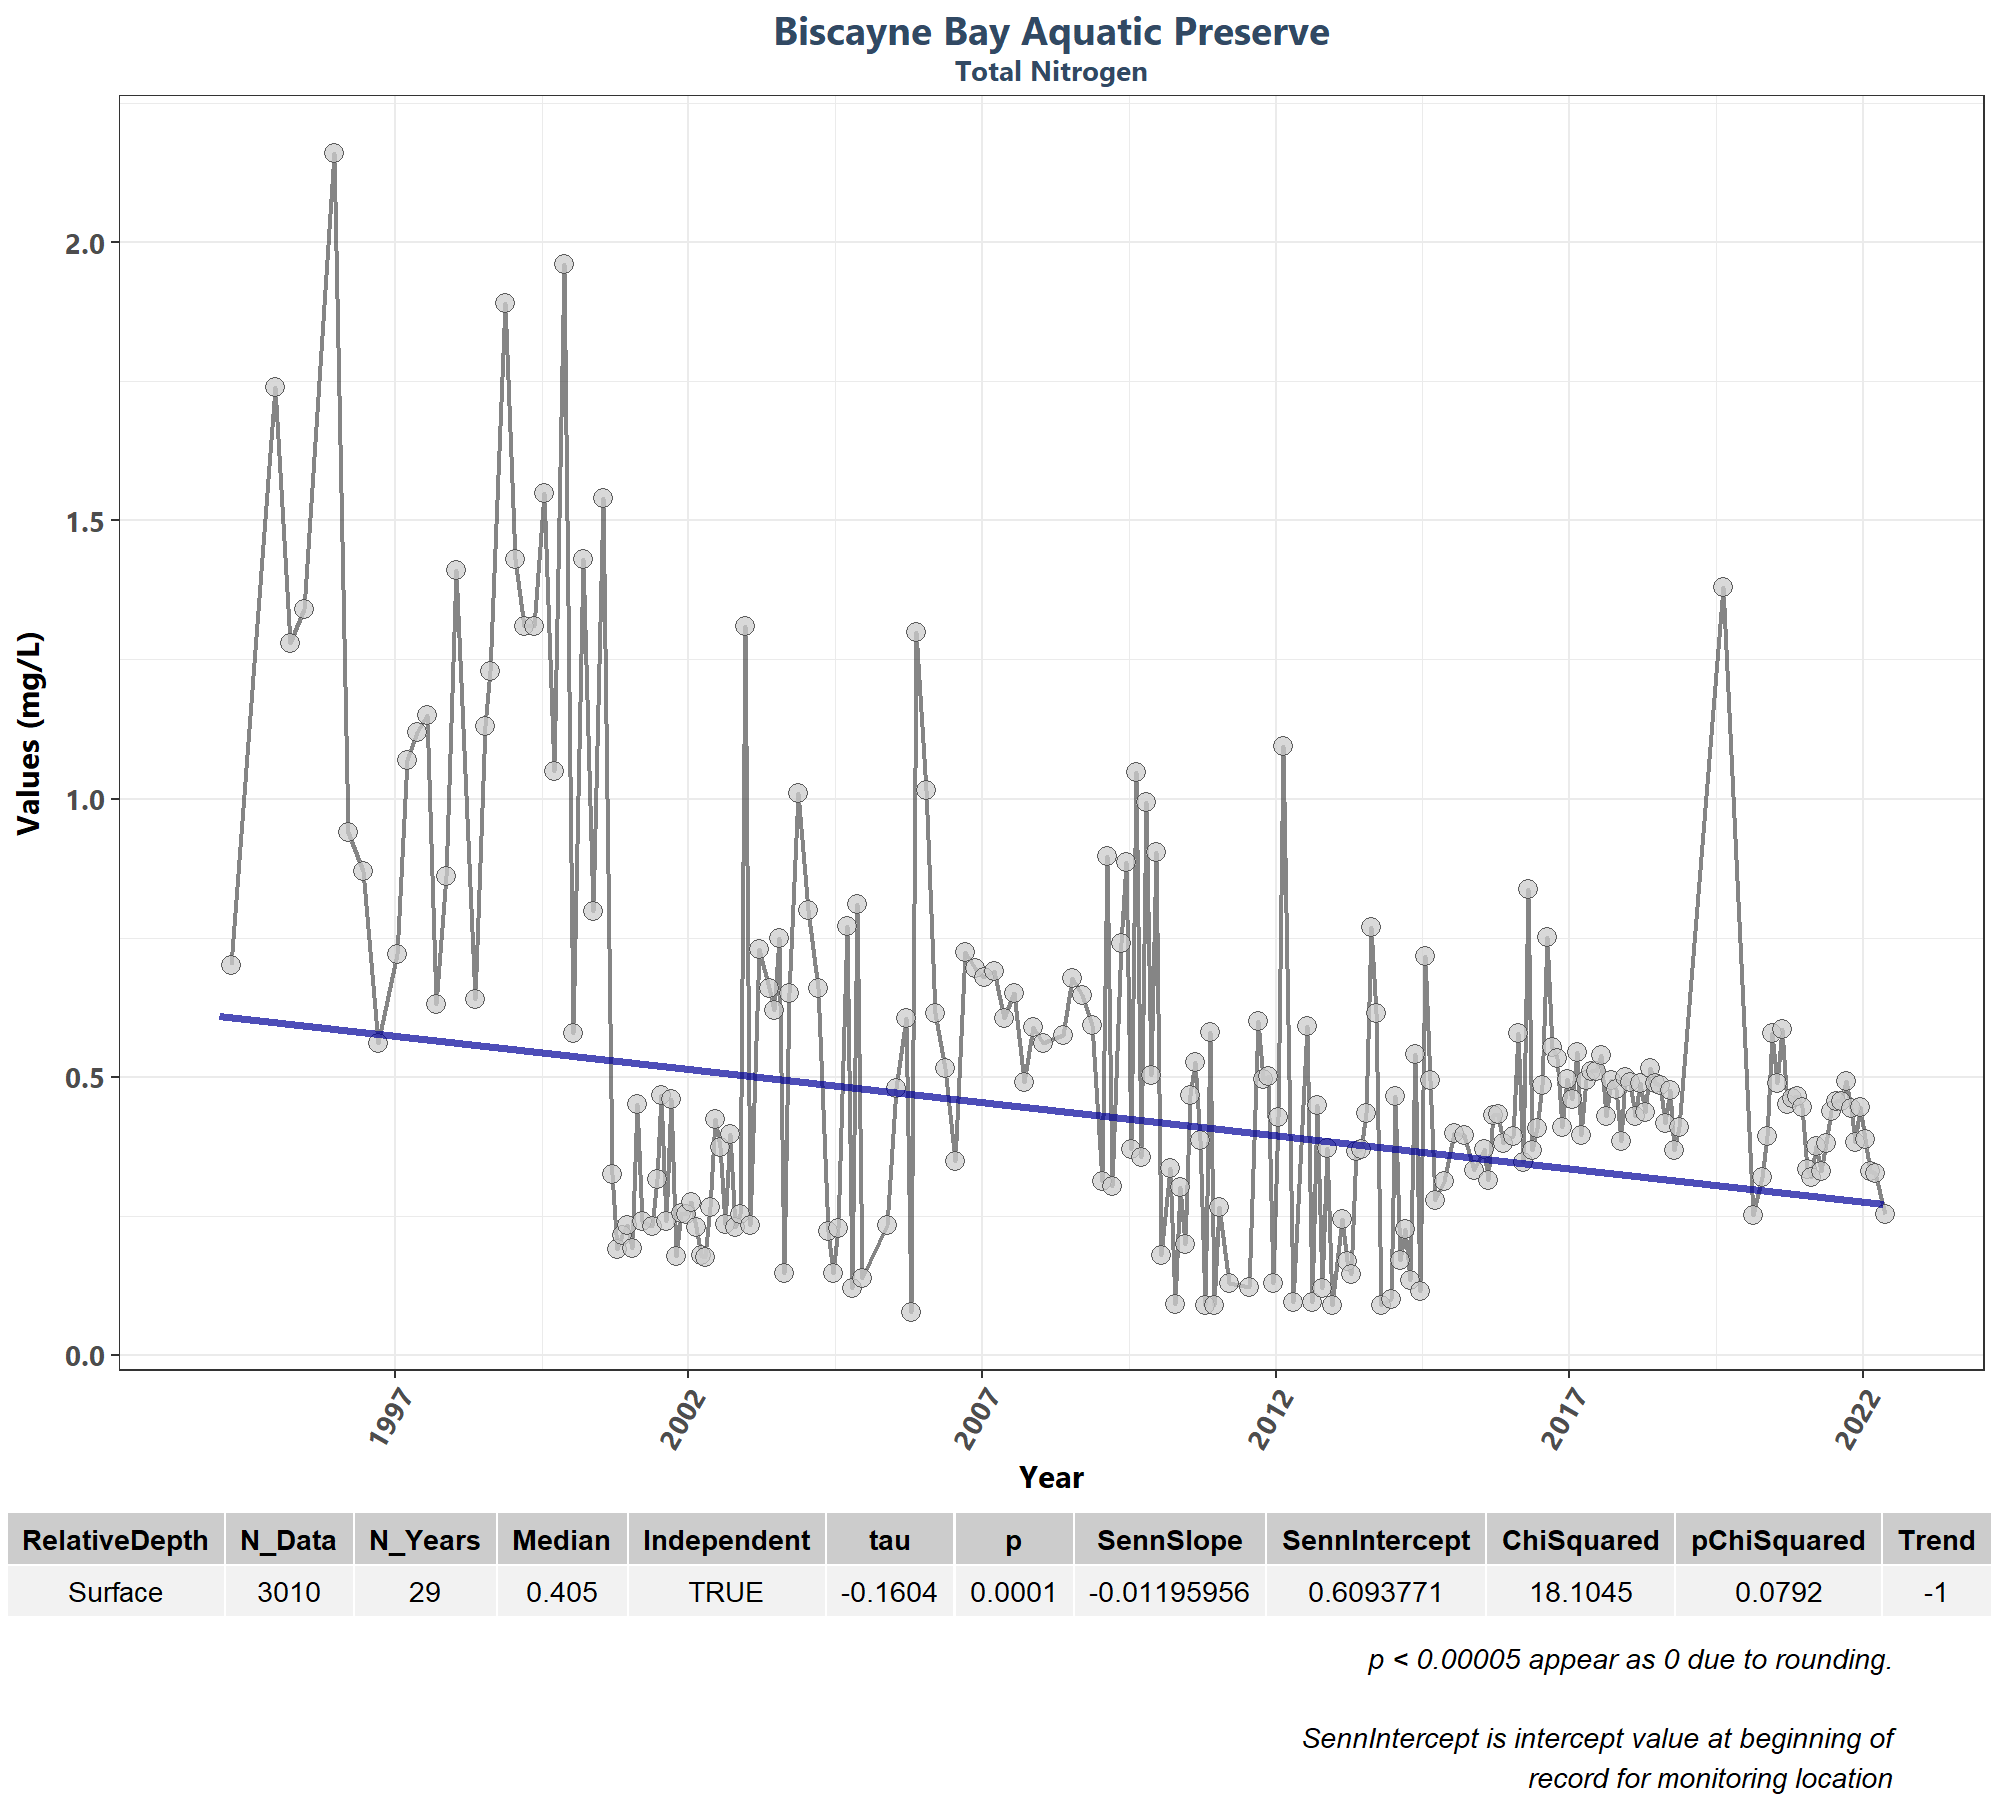 Biscayne Bay Aquatic Preserve
Total Nitrogen
Values (mg/L)
2.0
1.5
1.0
0.5
0.0
1997 2002 2007 2012 2017 2022
Year
RelativeDepth N_Data N_Years Median Independent tau p SennSlope SennIntercept ChiSquared pChiSquared Trend
Surface 3010 29 0.405 TRUE -0.1604 0.0001 -0.01195956 0.6093771 18.1045 0.0792 -1
p < 0.00005 appear as 0 due to rounding.
SennIntercept is intercept value at beginning of
record for monitoring location